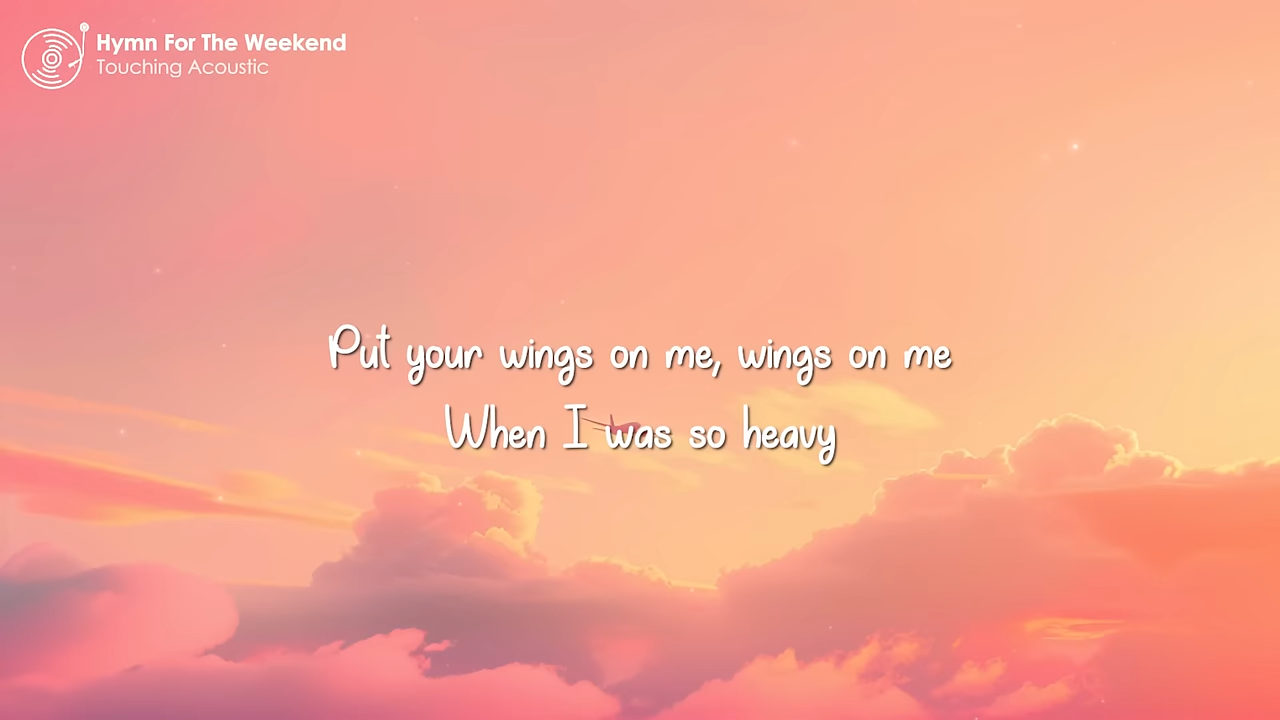 Hymn For The Weekend
Touching Acoustic
Put your wings on me, wings on me
When I was so heavy